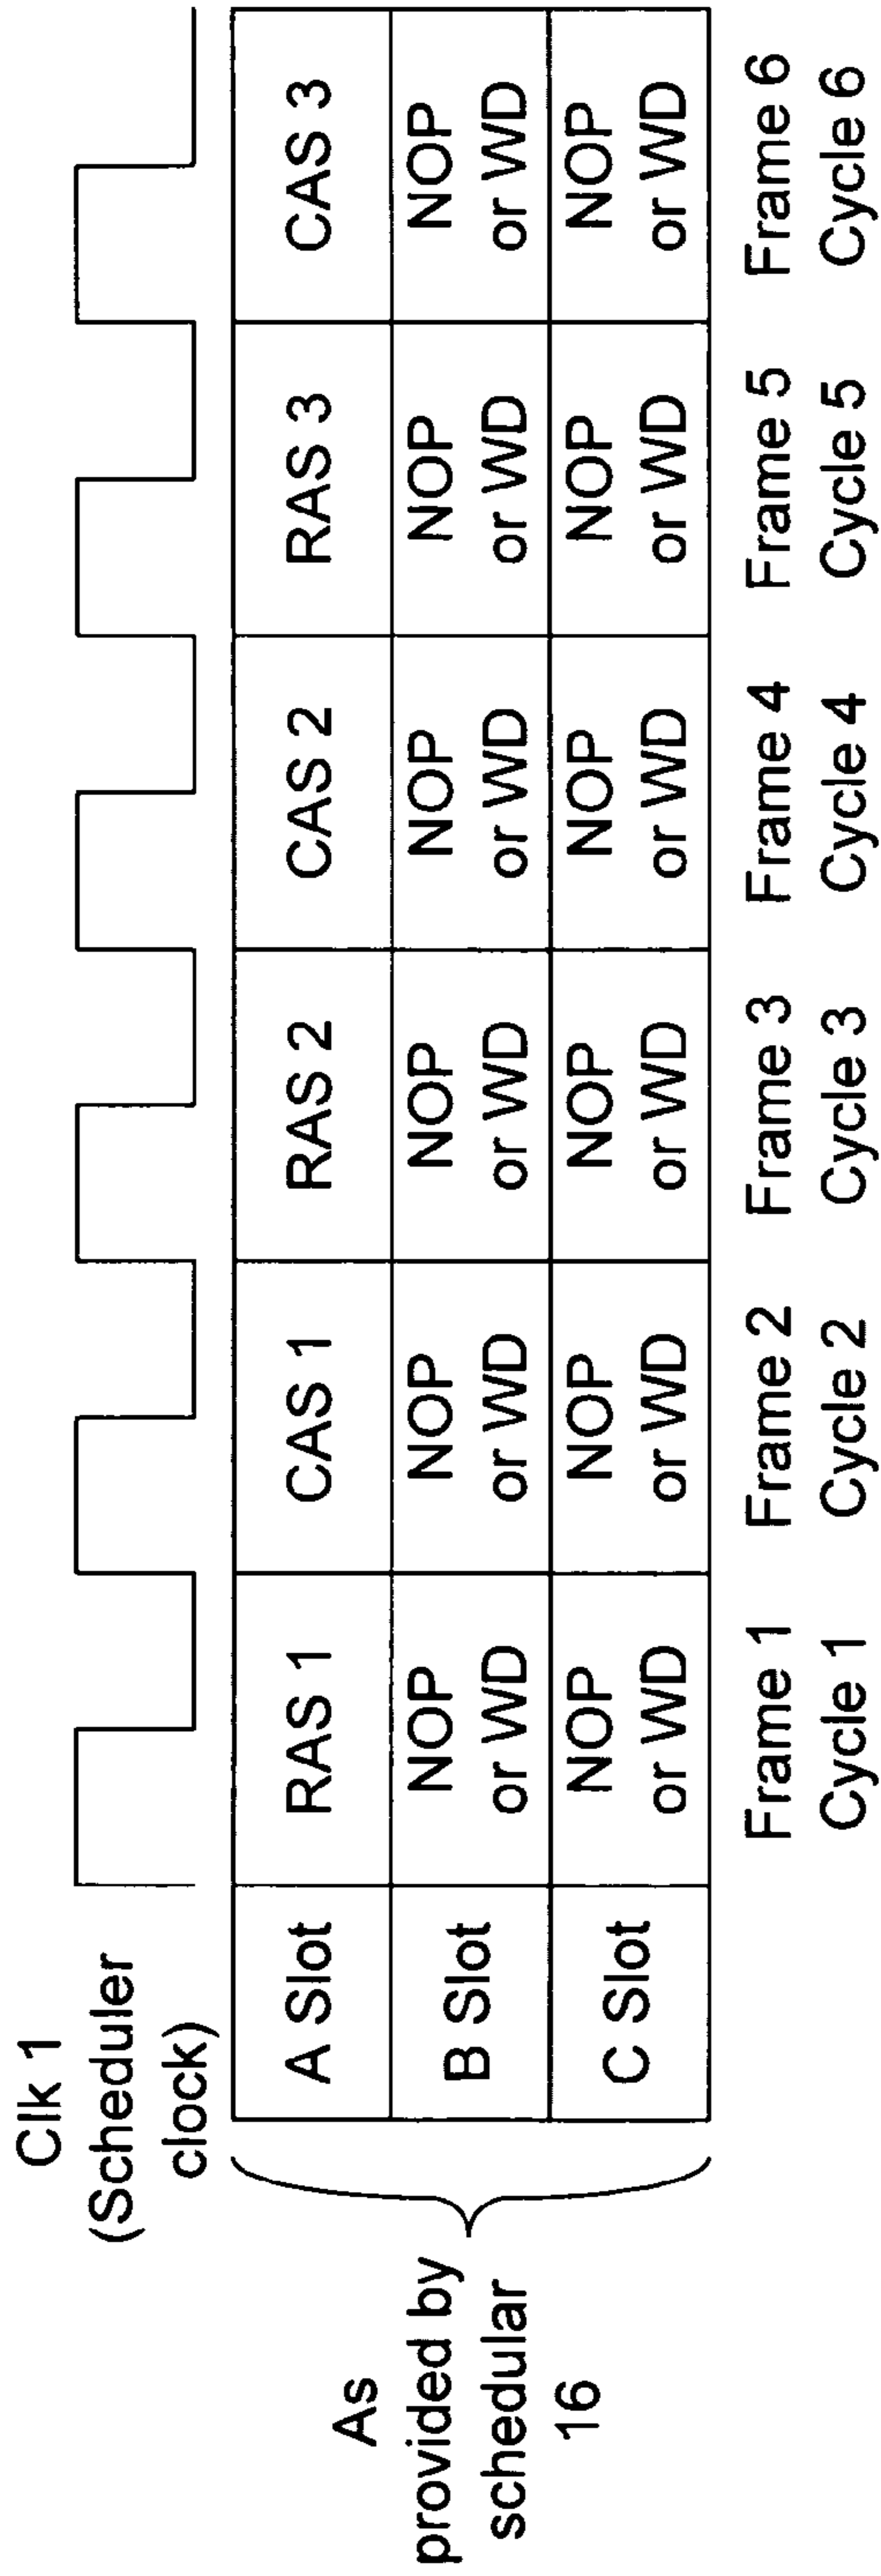 Clk 1
(Scheduler
clock)
As
provided by
schedular
16
A Slot
RAS 1
CAS 1
RAS 2
CAS 2
RAS 3
CAS 3
B Slot
NOP
or WD
NOP
or WD
NOP
or WD
NOP
or WD
NOP
or WD
NOP
or WD
C Slot
NOP
or WD
NOP
or WD
NOP
or WD
NOP
or WD
NOP
or WD
NOP
or WD
Frame 1
Cycle 1
Frame 2
Cycle 2
Frame 3
Cycle 3
Frame 4
Cycle 4
Frame 5
Cycle 5
Frame 6
Cycle 6